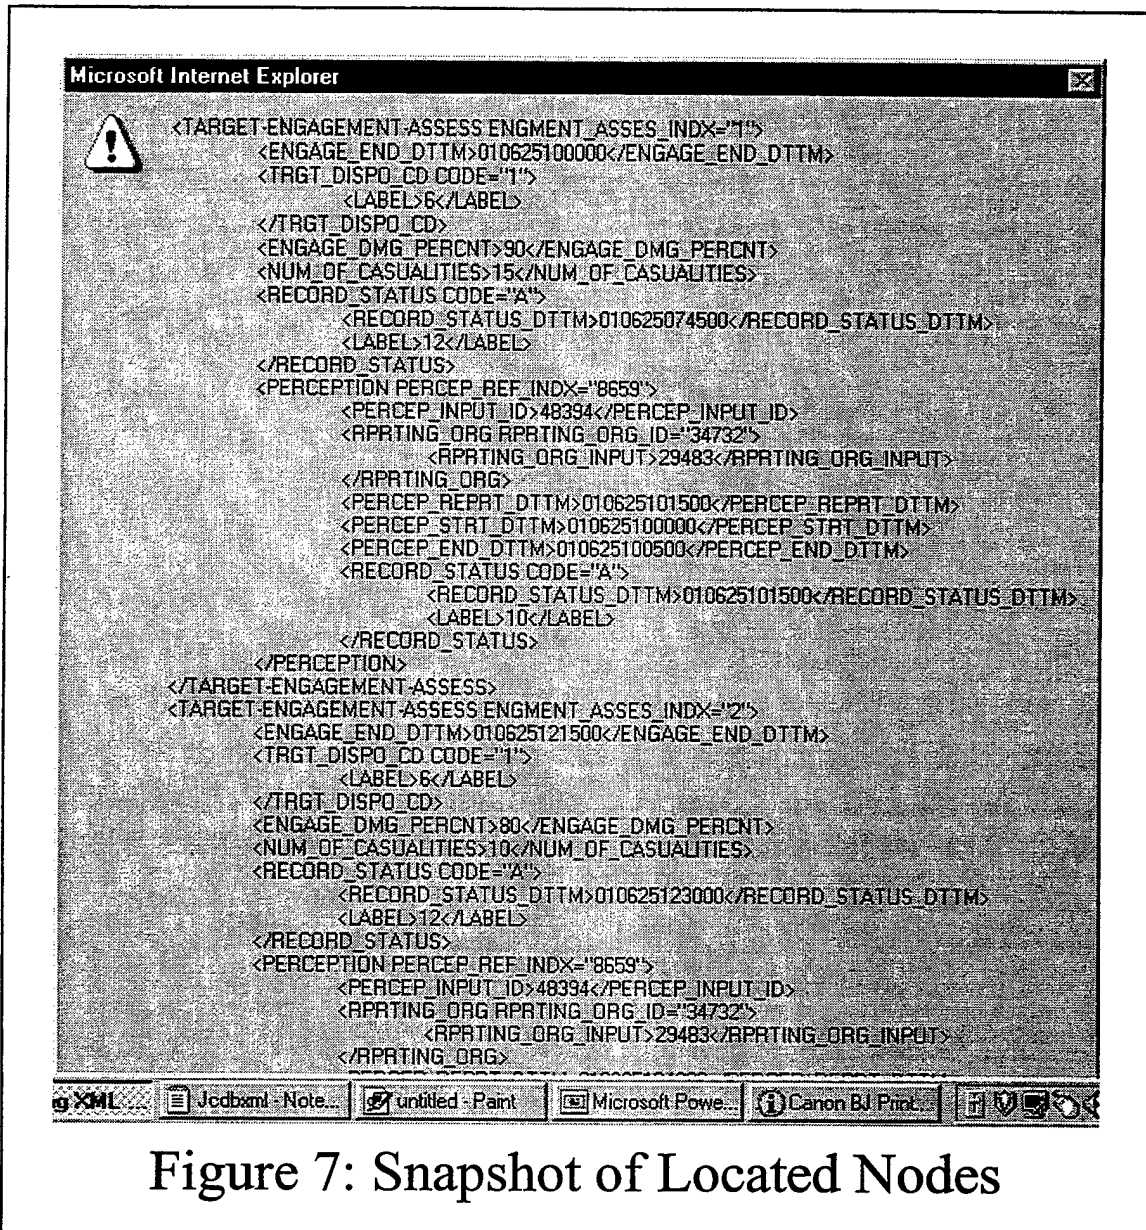 Microsoft Internet Explorer
<TARGET-ENGAGEMENT-ASSESS ENGMENT_ASSES_INDX="1">
<ENGAGE_END_DTTM>010625100000</ENGAGE_END_DTTM>
<TRGT_DISPO_CD CODE="1">
<LABEL>6</LABEL>
</TRGT_DISPO_CD>
<ENGAGE_DMG_PERCNT>90</ENGAGE_DMG_PERCNT>
<NUM_OF_CASUALITIES>15</NUM_OF_CASUALITIES>
<RECORD_STATUS CODE="A">
<RECORD_STATUS_DTTM>010625074500</RECORD_STATUS_DTTM>
<LABEL>12</LABEL>
</RECORD_STATUS>
<PERCEPTION PERCEP_REF_INDX="8659">
<PERCEP_INPUT_ID>48394</PERCEP_INPUT_ID>
<RPRTING_ORG RPRTING_ORG_ID="34732">
<RPRTING_ORG_INPUT>29483</RPRTING_ORG_INPUT>
</RPRTING_ORG>
<PERCEP_REPRT_DTTM>010625101500</PERCEP_REPRT_DTTM>
<PERCEP_STRT_DTTM>010625100000</PERCEP_STRT_DTTM>
<PERCEP_END_DTTM>010625100500</PERCEP_END_DTTM>
<RECORD_STATUS CODE="A">
<RECORD_STATUS_DTTM>010625101500</RECORD_STATUS_DTTM>
<LABEL>10</LABEL>
</RECORD_STATUS>
</PERCEPTION>
</TARGET-ENGAGEMENT-ASSESS>
<TARGET-ENGAGEMENT-ASSESS ENGMENT_ASSES_INDX="2">
<ENGAGE_END_DTTM>010625121500</ENGAGE_END_DTTM>
<TRGT_DISPO_CD CODE="1">
<LABEL>6</LABEL>
</TRGT_DISPO_CD>
<ENGAGE_DMG_PERCNT>80</ENGAGE_DMG_PERCNT>
<NUM_OF_CASUALITIES>10</NUM_OF_CASUALITIES>
<RECORD_STATUS CODE="A">
<RECORD_STATUS_DTTM>010625123000</RECORD_STATUS_DTTM>
<LABEL>12</LABEL>
</RECORD_STATUS>
<PERCEPTION PERCEP_REF_INDX="8659">
<PERCEP_INPUT_ID>48394</PERCEP_INPUT_ID>
<RPRTING_ORG RPRTING_ORG_ID="34732">
<RPRTING_ORG_INPUT>29483</RPRTING_ORG_INPUT>
</RPRTING_ORG>
g XML... Jcdbxml - Note... untitled - Paint Microsoft Powe... Canon BJ Print...
Figure 7: Snapshot of Located Nodes